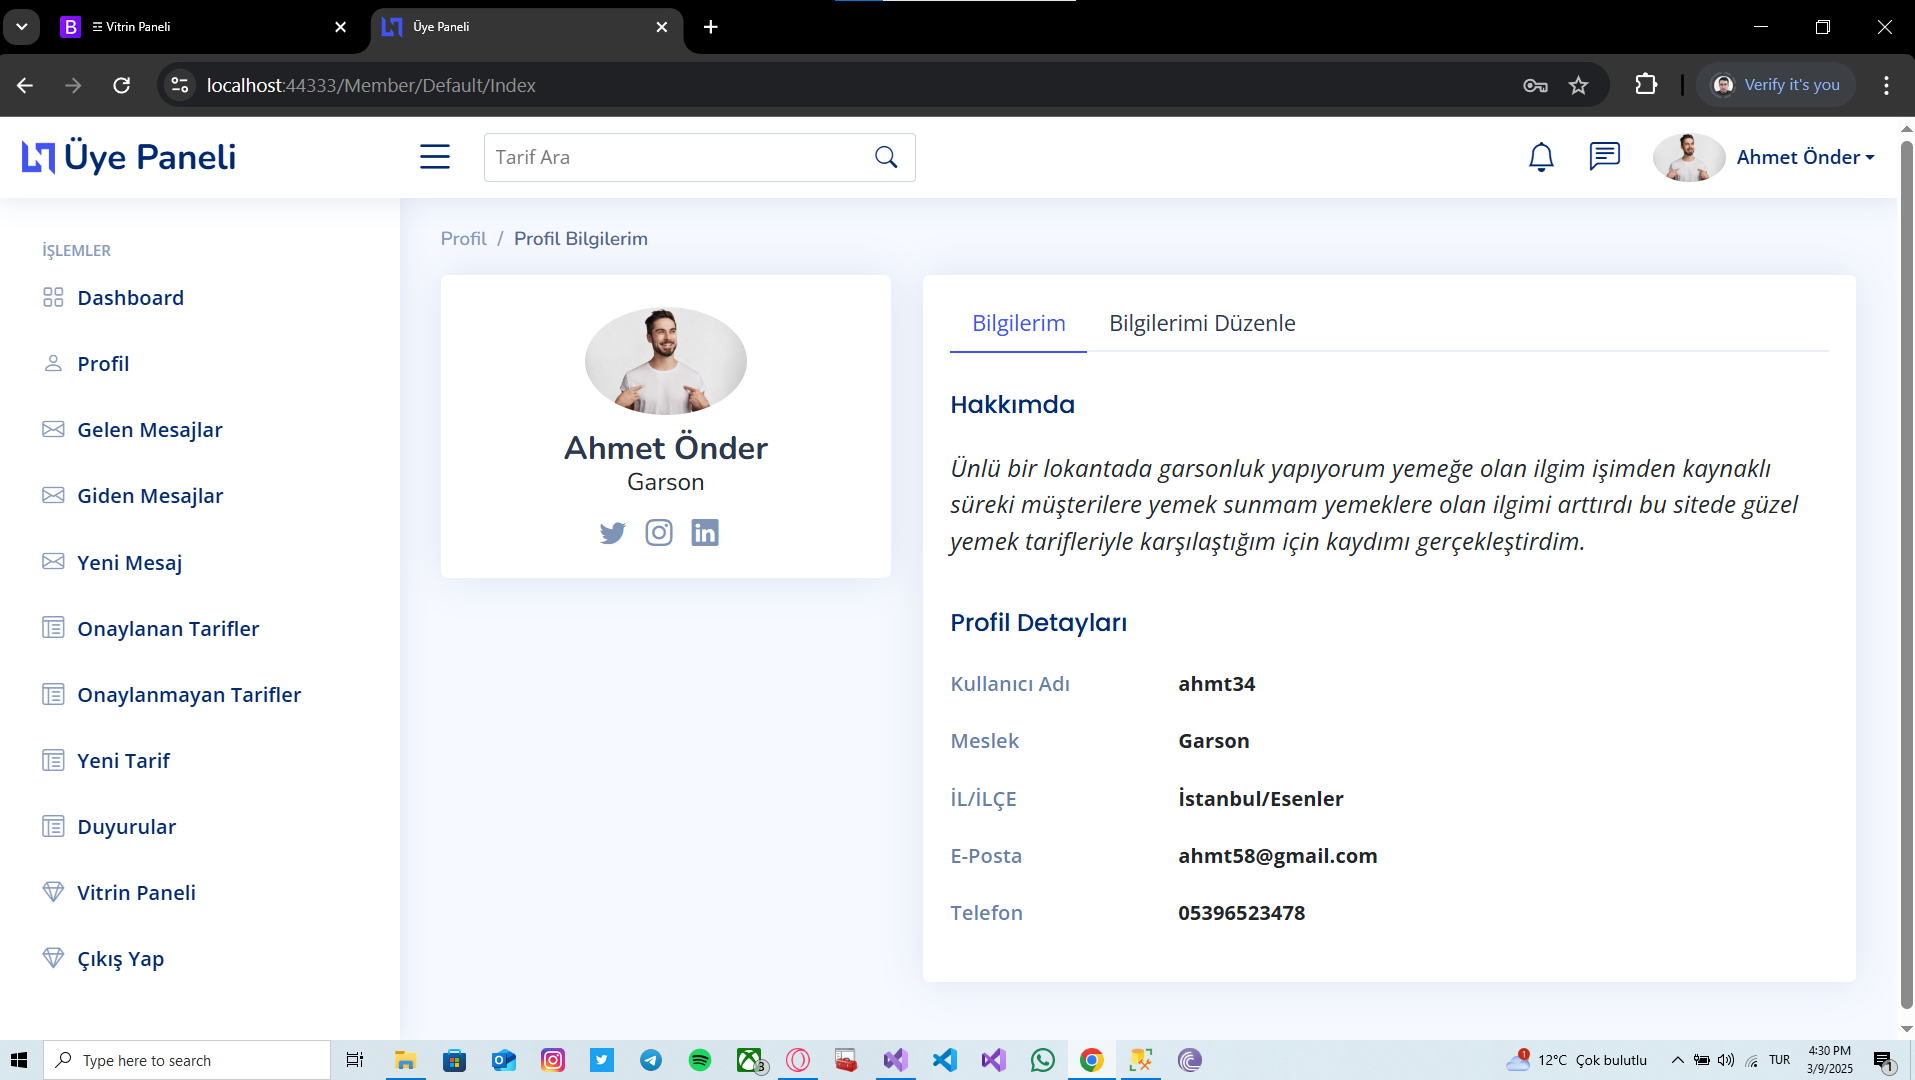 Vitrin Paneli
Üye Paneli
localhost:44333/Member/Default/Index
Verify it's you
Üye Paneli
Tarif Ara
Ahmet Önder
İŞLEMLER
Dashboard
Profil
Gelen Mesajlar
Giden Mesajlar
Yeni Mesaj
Onaylanan Tarifler
Onaylanmayan Tarifler
Yeni Tarif
Duyurular
Vitrin Paneli
Çıkış Yap
Profil / Profil Bilgilerim
Ahmet Önder
Garson
Bilgilerim Bilgilerimi Düzenle
Hakkımda
Ünlü bir lokantada garsonluk yapıyorum yemeğe olan ilgim işimden kaynaklı
süreki müşterilere yemek sunmam yemeklere olan ilgimi arttırdı bu sitede güzel
yemek tarifleriyle karşılaştığım için kaydımı gerçekleştirdim.
Profil Detayları
Kullanıcı Adı ahmt34
Meslek Garson
İL/İLÇE İstanbul/Esenler
E-Posta ahmt58@gmail.com
Telefon 05396523478
Type here to search
3
1
12°C Çok bulutlu
TUR
4:30 PM
3/9/2025
1